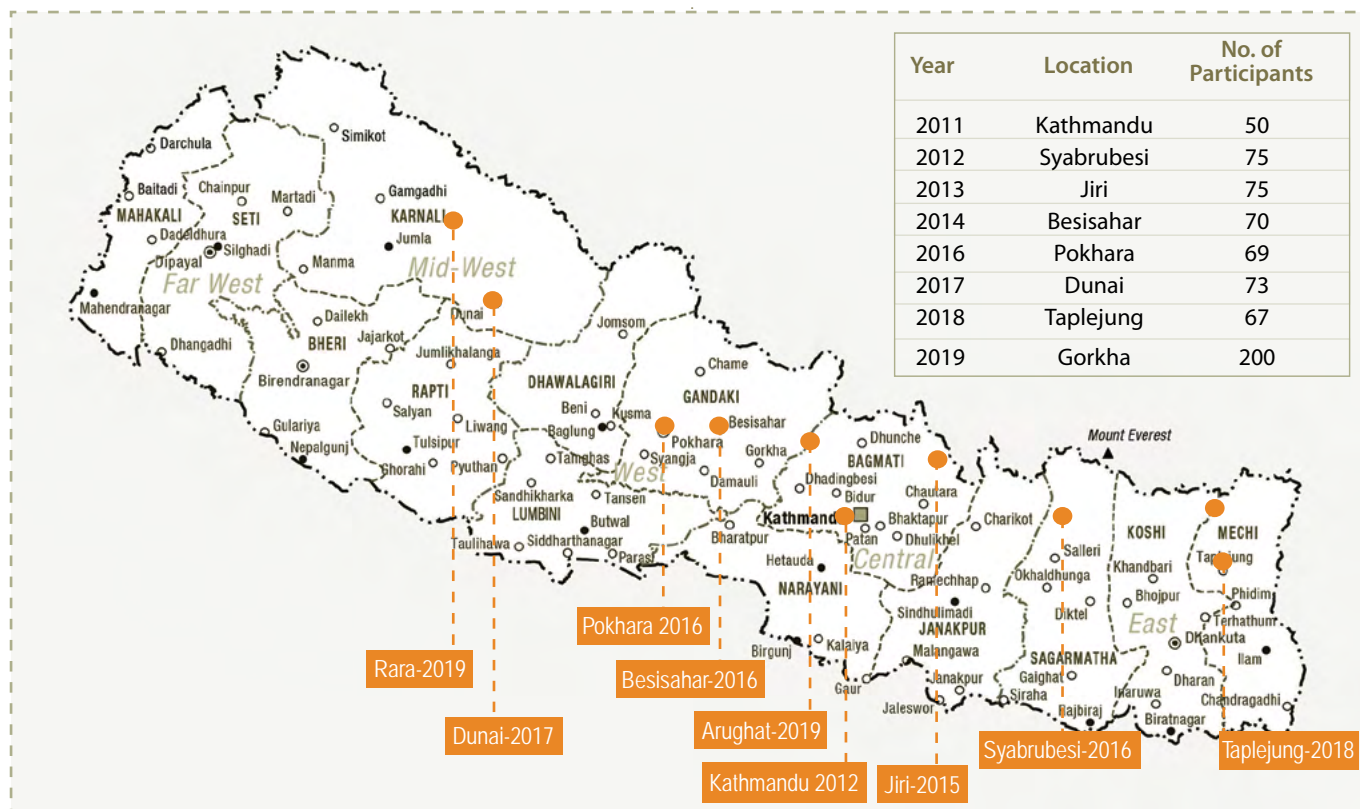 Year Location No. of Participants
2011 Kathmandu 50
2012 Syabrubesi 75
2013 Jiri 75
2014 Besisahar 70
2016 Pokhara 69
2017 Dunai 73
2018 Taplejung 67
2019 Gorkha 200
Simikot
Darchula
Baitadi
Chainpur
Martadi
Gamgadhi
MAHAKALI
SETI
KARNALI
Dadeldhura
Silghadi
Jumla
Dipayal
Manma
Mid-West
Far West
Mahendranagar
Dailekh
Dunai
Jomsom
Dhangadhi
BHERI
Jajarkot
Jumlikhalanga
Chame
Birendranagar
DHAWALAGIRI
GANDAKI
RAPTI
Beni
Kusma
Besisahar
Salyan
Liwang
Baglung
Pokhara
Gulariya
Nepalgunj
Tulsipur
Ghorahi
Pyuthan
Tamghas
Syangja
West
Gorkha
Damauli
Dhunche
BAGMATI
Mount Everest
Sandhikharka
Tansen
Dhadingbesi
Bidur
Chautara
LUMBINI
Butwal
Kathmand
Bhaktapur
Charikot
KOSHI
MECHI
Taulihawa
Siddharthanagar
Parasi
Bharatpur
Patan
Dhulikhel
Central
Salleri
Khandbari
Taplejung
Hetauda
NARAYANI
Ramechhap
Okhaldhunga
Bhojpur
Phidim
Sindhulimadi
JANAKPUR
Diktel
East
Terhathum
Dhankuta
Birgunj
Kalaiya
Malangawa
SAGARMATHA
Ilam
Gaur
Janakpur
Gaighat
Dharan
Jaleswor
Siraha
Rajbiraj
Inaruwa
Biratnagar
Chandragadhi
Pokhara 2016
Rara-2019
Besisahar-2016
Dunai-2017
Arughat-2019
Syabrubesi-2016
Taplejung-2018
Kathmandu 2012
Jiri-2015